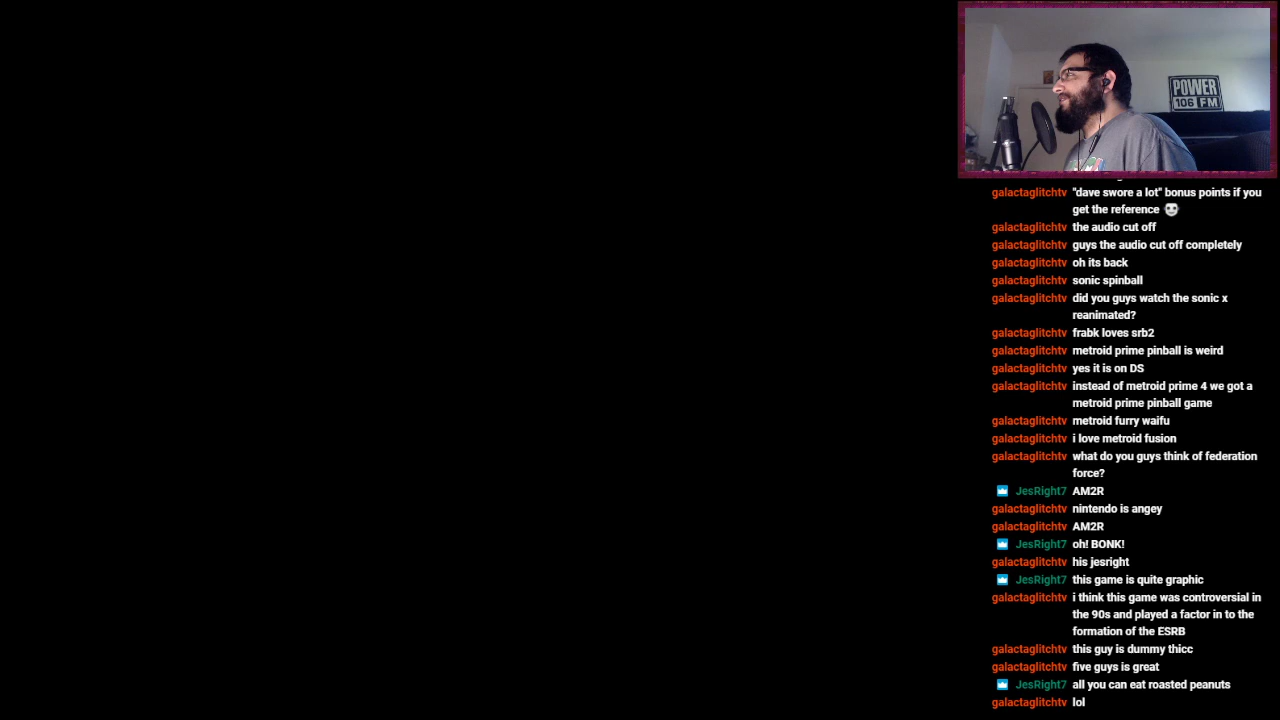 POWER
106 FM
galactaglitchtv "dave swore a lot" bonus points if you
get the reference
galactaglitchtv the audio cut off
galactaglitchtv guys the audio cut off completely
galactaglitchtv oh its back
galactaglitchtv sonic spinball
galactaglitchtv did you guys watch the sonic x
reanimated?
galactaglitchtv frabk loves srb2
galactaglitchtv metroid prime pinball is weird
galactaglitchtv yes it is on DS
galactaglitchtv instead of metroid prime 4 we got a
metroid prime pinball game
galactaglitchtv metroid furry waifu
galactaglitchtv i love metroid fusion
galactaglitchtv what do you guys think of federation
force?
JesRight7 AM2R
galactaglitchtv nintendo is angey
galactaglitchtv AM2R
JesRight7 oh! BONK!
galactaglitchtv his jesright
JesRight7 this game is quite graphic
galactaglitchtv i think this game was controversial in
the 90s and played a factor in to the
formation of the ESRB
galactaglitchtv this guy is dummy thicc
galactaglitchtv five guys is great
JesRight7 all you can eat roasted peanuts
galactaglitchtv lol